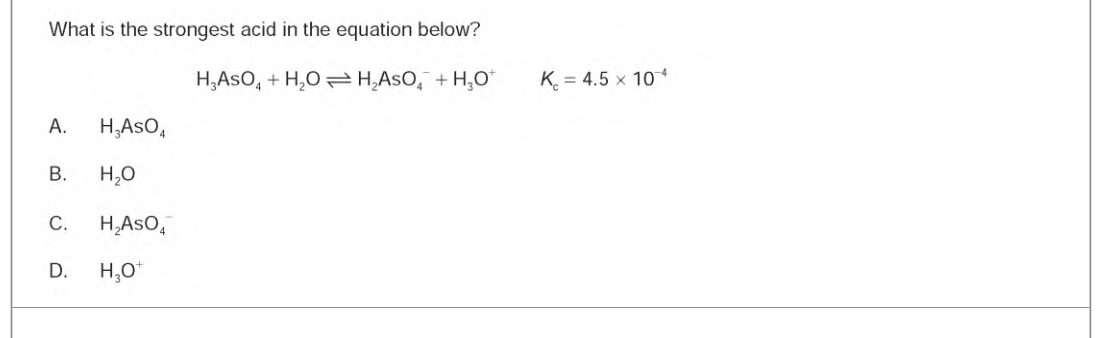 What is the strongest acid in the equation below?
H₃AsO₄ + H₂O ⇌ H₂AsO₄⁻ + H₃O⁺ K꜀ = 4.5 × 10⁻⁴
A. H₃AsO₄
B. H₂O
C. H₂AsO₄⁻
D. H₃O⁺